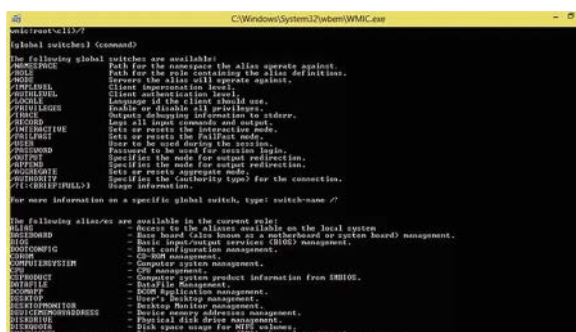 C:\Windows\System32\wbem\WMIC.exe
wmic:root\cli>/?
[global switches] <command>
The following global switches are available:
/NAMESPACE Path for the namespace the alias operate against.
/ROLE Path for the role containing the alias definitions.
/NODE Servers the alias will operate against.
/IMPLEVEL Client impersonation level.
/AUTHLEVEL Client authentication level.
/LOCALE Language id the client should use.
/PRIVILEGES Enable or disable all privileges.
/TRACE Outputs debugging information to stderr.
/RECORD Logs all input commands and output.
/INTERACTIVE Sets or resets the interactive mode.
/FAILFAST Sets or resets the FailFast mode.
/USER User to be used during the session.
/PASSWORD Password to be used for session login.
/OUTPUT Specifies the mode for output redirection.
/APPEND Specifies the mode for output redirection.
/AGGREGATE Sets or resets aggregate mode.
/AUTHORITY Specifies the <authority type> for the connection.
/?[:<BRIEF|FULL>] Usage information.
For more information on a specific global switch, type: switch-name /?
The following alias/es are available in the current role:
ALIAS - Access to the aliases available on the local system
BASEBOARD - Base board (also known as a motherboard or system board) management.
BIOS - Basic input/output services (BIOS) management.
BOOTCONFIG - Boot configuration management.
CDROM - CD-ROM management.
COMPUTERSYSTEM - Computer system management.
CPU - CPU management.
CSPRODUCT - Computer system product information from SMBIOS.
DATAFILE - DataFile Management.
DCOMAPP - DCOM Application management.
DESKTOP - User's Desktop management.
DESKTOPMONITOR - Desktop Monitor management.
DEVICEMEMORYADDRESS - Device memory addresses management.
DISKDRIVE - Physical disk drive management.
DISKQUOTA - Disk space usage for NTFS volumes.